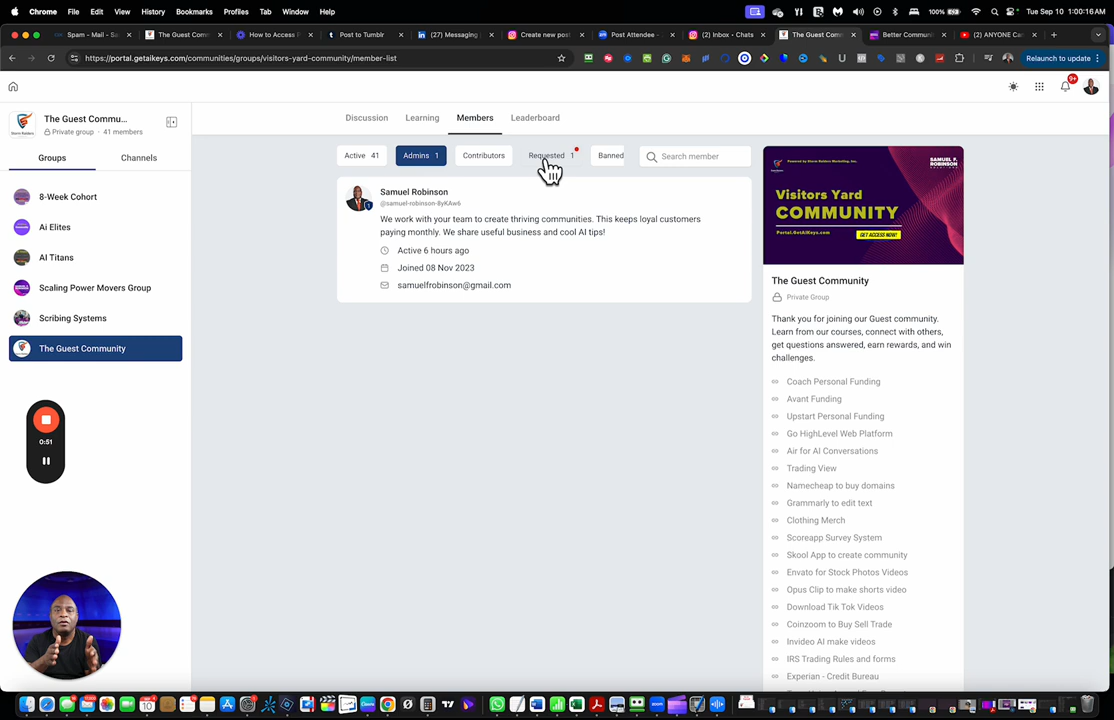 Chrome File Edit View History Bookmarks Profiles Tab Window Help
100% Tue Sep 10 1:00:16 AM
Spam - Mail - Sa
The Guest Com
How to Access F
Post to Tumblr
(27) Messaging
Create new post
Post Attendee -
(2) Inbox • Chats
The Guest Com
Better Commun
(2) ANYONE Can
https://portal.getaikeys.com/communities/groups/visitors-yard-community/member-list
Relaunch to update
9+
The Guest Commu...
Private group • 41 members
Groups Channels
8-Week Cohort
Ai Elites
AI Titans
Scaling Power Movers Group
Scribing Systems
The Guest Community
0:51
Discussion Learning Members Leaderboard
Active 41 Admins 1 Contributors Requested 1 Banned Search member
Samuel Robinson
@samuel-robinson-8yKAw6
We work with your team to create thriving communities. This keeps loyal customers
paying monthly. We share useful business and cool AI tips!
Active 6 hours ago
Joined 08 Nov 2023
samuelfrobinson@gmail.com
Powered by Storm Raiders Marketing, Inc.
SAMUEL F.
ROBINSON
Visitors Yard
COMMUNITY
Portal.GetAiKeys.com
GET ACCESS NOW!
The Guest Community
Private Group
Thank you for joining our Guest community.
Learn from our courses, connect with others,
get questions answered, earn rewards, and win
challenges.
Coach Personal Funding
Avant Funding
Upstart Personal Funding
Go HighLevel Web Platform
Air for AI Conversations
Trading View
Namecheap to buy domains
Grammarly to edit text
Clothing Merch
Scoreapp Survey System
Skool App to create community
Envato for Stock Photos Videos
Opus Clip to make shorts video
Download Tik Tok Videos
Coinzoom to Buy Sell Trade
Invideo AI make videos
IRS Trading Rules and forms
Experian - Credit Bureau